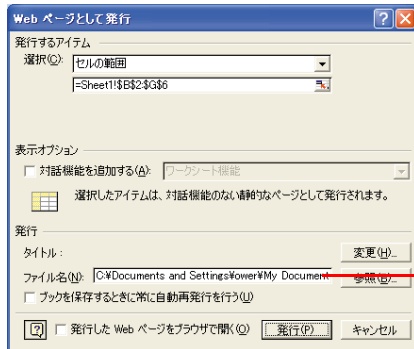 Web ページとして発行
発行するアイテム
選択(C): セルの範囲
=Sheet1!$B$2:$G$6
表示オプション
対話機能を追加する(A): ワークシート機能
選択したアイテムは、対話機能のない静的なページとして発行されます。
発行
タイトル: 変更(H)...
ファイル名(N): C:¥Documents and Settings¥ower¥My Document 参照(B)...
ブックを保存するときに常に自動再発行を行う(U)
発行した Web ページをブラウザで開く(O) 発行(P) キャンセル